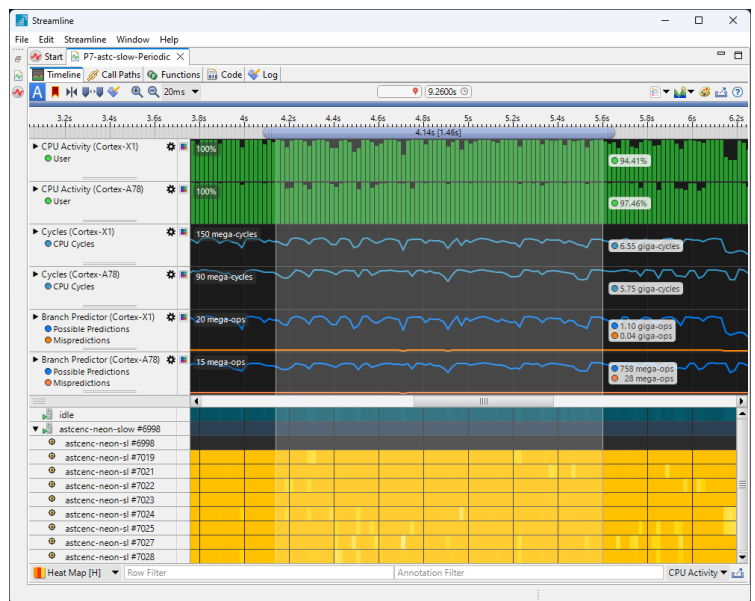 Streamline
File Edit Streamline Window Help
Start P7-astc-slow-Periodic
Timeline Call Paths Functions Code Log
A 20ms 9.2600s
3.2s 3.4s 3.6s 3.8s 4s 4.2s 4.4s 4.6s 4.8s 5s 5.2s 5.4s 5.6s 5.8s 6s 6.2s
4.14s [1.46s]
CPU Activity (Cortex-X1) 100%
User 94.41%
CPU Activity (Cortex-A78) 100%
User 97.46%
Cycles (Cortex-X1) 150 mega-cycles
CPU Cycles 6.55 giga-cycles
Cycles (Cortex-A78) 90 mega-cycles
CPU Cycles 5.75 giga-cycles
Branch Predictor (Cortex-X1) 20 mega-ops
Possible Predictions 1.10 giga-ops
Mispredictions 0.04 giga-ops
Branch Predictor (Cortex-A78) 15 mega-ops
Possible Predictions 758 mega-ops
Mispredictions 28 mega-ops
idle
astcenc-neon-slow #6998
astcenc-neon-sl #6998
astcenc-neon-sl #7019
astcenc-neon-sl #7021
astcenc-neon-sl #7022
astcenc-neon-sl #7023
astcenc-neon-sl #7024
astcenc-neon-sl #7025
astcenc-neon-sl #7027
astcenc-neon-sl #7028
Heat Map [H] Row Filter Annotation Filter CPU Activity